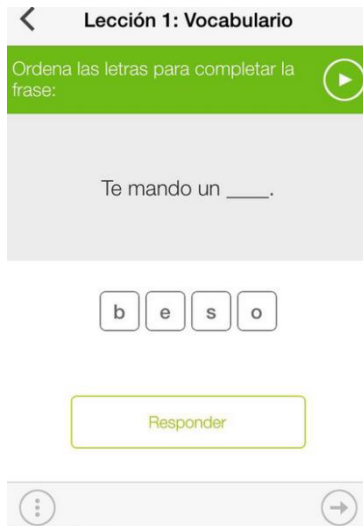 Lección 1: Vocabulario
Ordena las letras para completar la
frase:
Te mando un ____.
b e s o
Responder